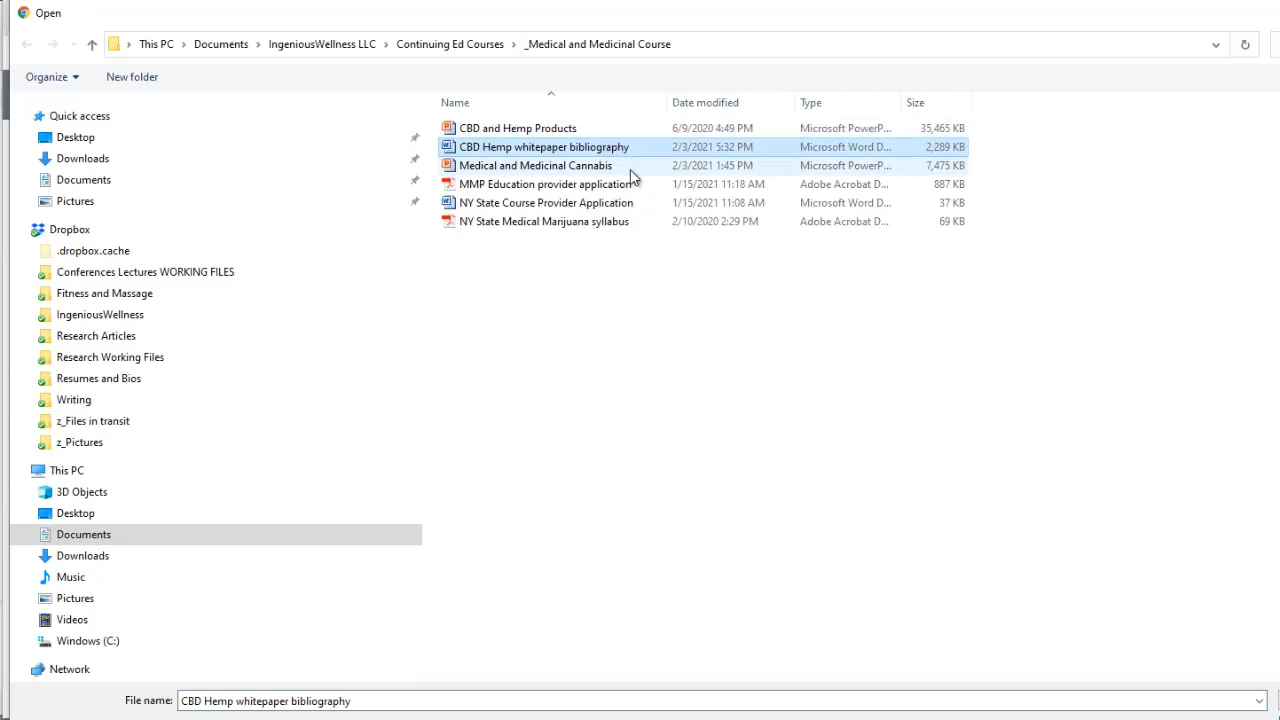 Open
This PC > Documents > IngeniousWellness LLC > Continuing Ed Courses > _Medical and Medicinal Course
Organize New folder
Name Date modified Type Size
CBD and Hemp Products 6/9/2020 4:49 PM Microsoft PowerP... 35,465 KB
CBD Hemp whitepaper bibliography 2/3/2021 5:32 PM Microsoft Word D... 2,289 KB
Medical and Medicinal Cannabis 2/3/2021 1:45 PM Microsoft PowerP... 7,475 KB
MMP Education provider application 1/15/2021 11:18 AM Adobe Acrobat D... 887 KB
NY State Course Provider Application 1/15/2021 11:08 AM Microsoft Word D... 37 KB
NY State Medical Marijuana syllabus 2/10/2020 2:29 PM Adobe Acrobat D... 69 KB
Quick access
Desktop
Downloads
Documents
Pictures
Dropbox
.dropbox.cache
Conferences Lectures WORKING FILES
Fitness and Massage
IngeniousWellness
Research Articles
Research Working Files
Resumes and Bios
Writing
z_Files in transit
z_Pictures
This PC
3D Objects
Desktop
Documents
Downloads
Music
Pictures
Videos
Windows (C:)
Network
File name: CBD Hemp whitepaper bibliography